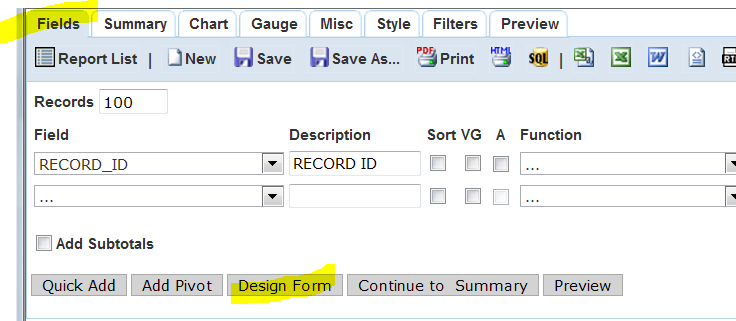 Fields Summary Chart Gauge Misc Style Filters Preview
Report List | New Save Save As... PDF Print HTML SQL |
Records 100
Field Description Sort VG A Function
RECORD_ID RECORD ID ...
... ...
Add Subtotals
Quick Add Add Pivot Design Form Continue to Summary Preview